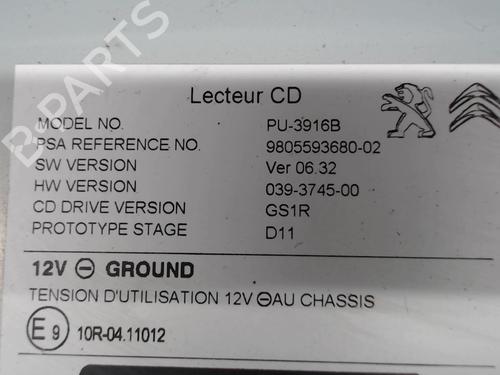 Lecteur CD
MODEL NO. PU-3916B
PSA REFERENCE NO. 9805593680-02
SW VERSION Ver 06.32
HW VERSION 039-3745-00
CD DRIVE VERSION GS1R
PROTOTYPE STAGE D11
12V ⊖ GROUND
TENSION D'UTILISATION 12V ⊖AU CHASSIS
E9 10R-04.11012
B-PARTS